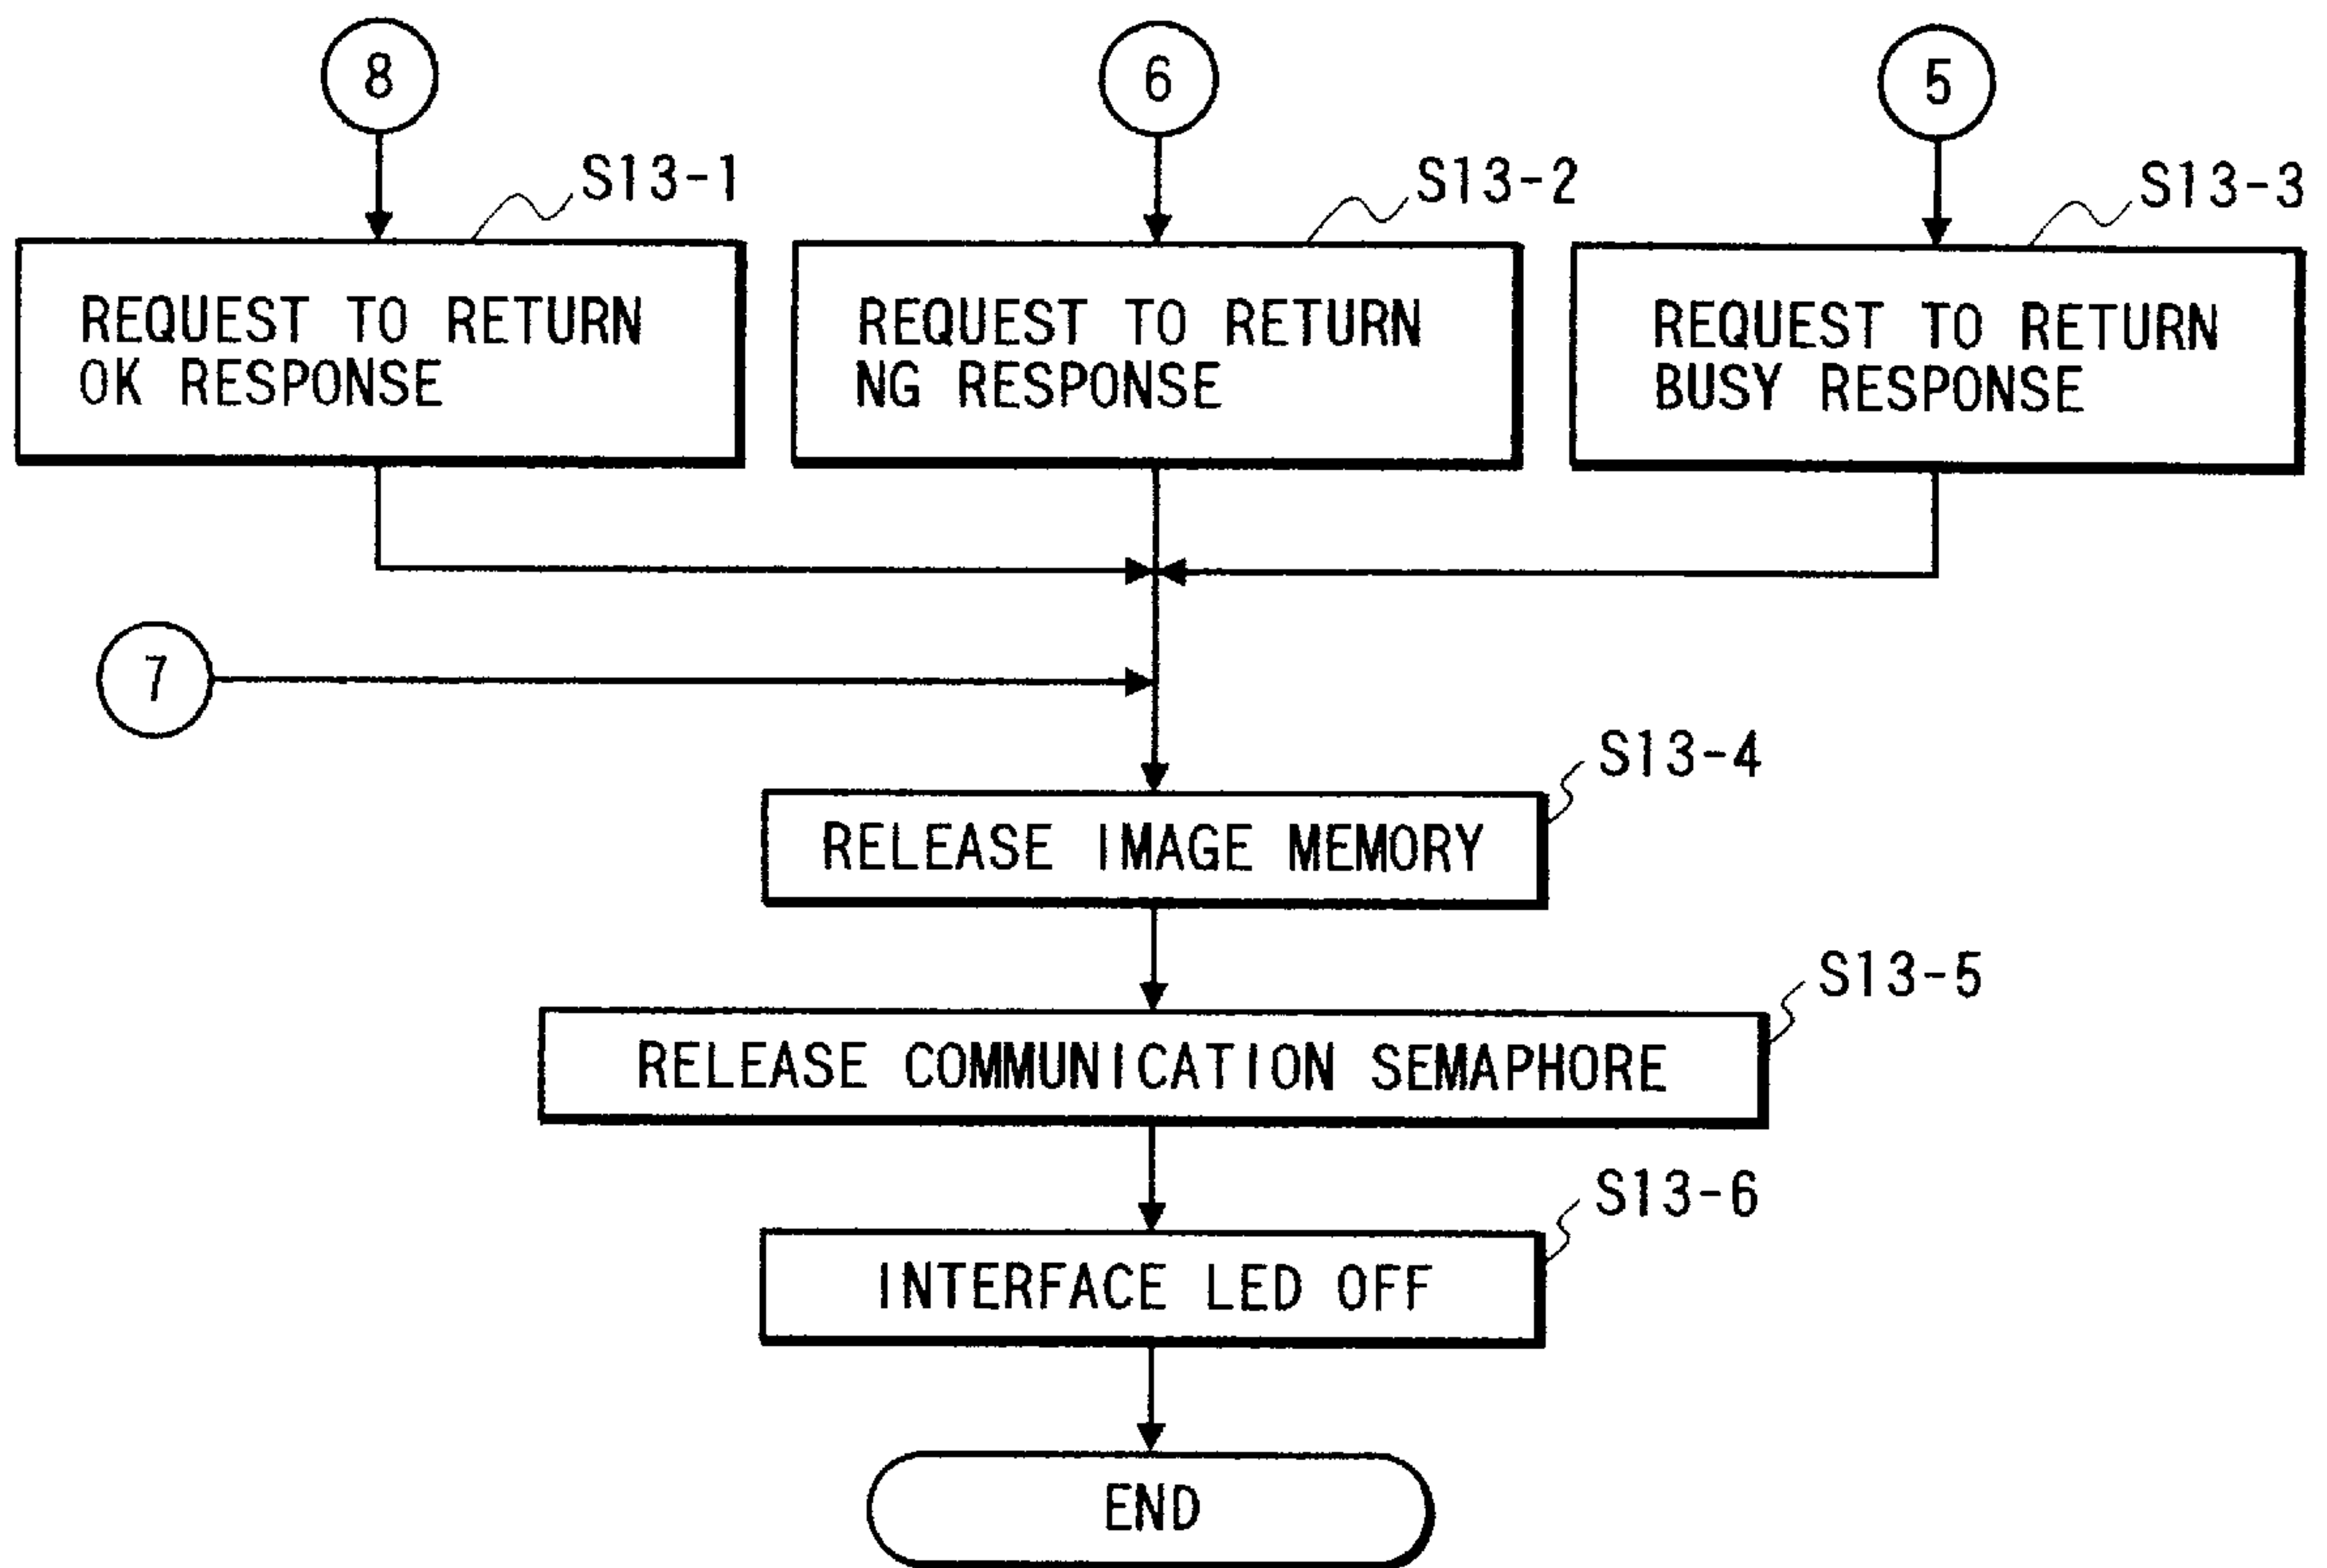 8
6
5
S13-1
S13-2
S13-3
REQUEST TO RETURN
OK RESPONSE
REQUEST TO RETURN
NG RESPONSE
REQUEST TO RETURN
BUSY RESPONSE
7
S13-4
RELEASE IMAGE MEMORY
S13-5
RELEASE COMMUNICATION SEMAPHORE
S13-6
INTERFACE LED OFF
END